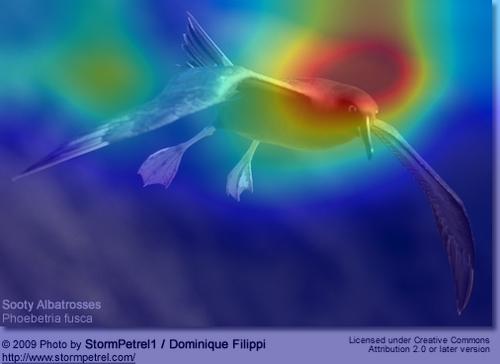 Sooty Albatrosses
Phoebetria fusca
© 2009 Photo by StormPetrel1 / Dominique Filippi
http://www.stormpetrel.com/
Licensed under Creative Commons
Attribution 2.0 or later version